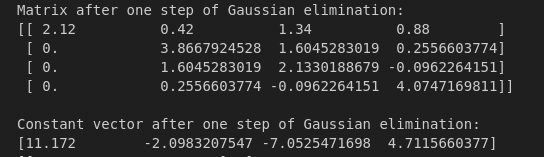 Matrix after one step of Gaussian elimination:
[[ 2.12 0.42 1.34 0.88 ]
[ 0. 3.8667924528 1.6045283019 0.2556603774]
[ 0. 1.6045283019 2.1330188679 -0.0962264151]
[ 0. 0.2556603774 -0.0962264151 4.0747169811]]
Constant vector after one step of Gaussian elimination:
[11.172 -2.0983207547 -7.0525471698 4.7115660377]